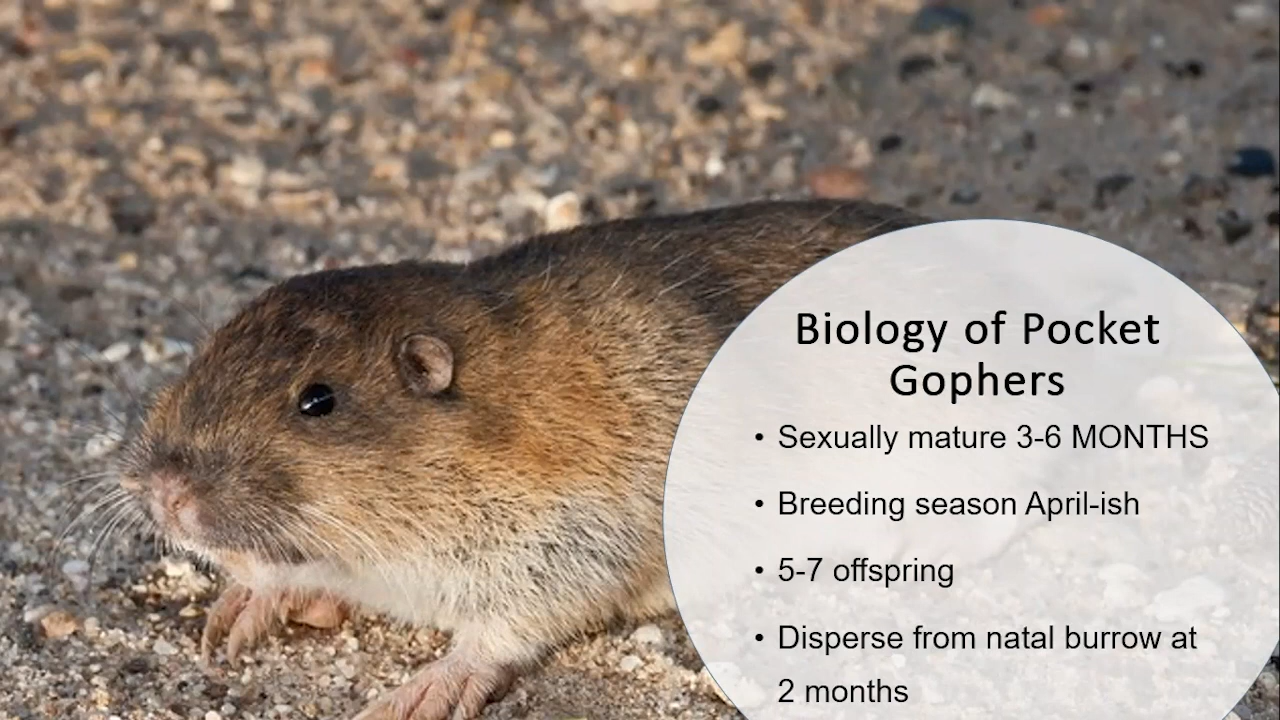 Biology of Pocket
Gophers
• Sexually mature 3-6 MONTHS
• Breeding season April-ish
• 5-7 offspring
• Disperse from natal burrow at
2 months